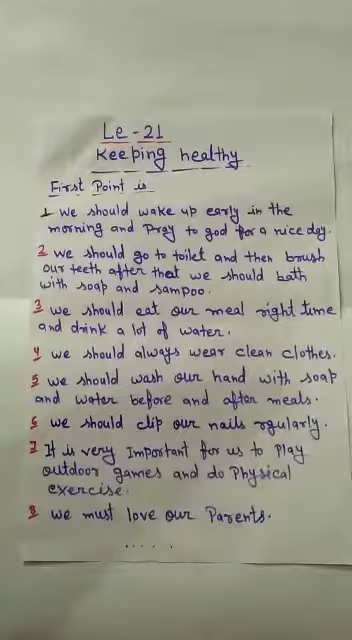 Le - 21
Keeping healthy
First Point is
1 we should wake up early in the
morning and Pray to god for a nice day.
2 we should go to toilet and then brush
our teeth after that we should bath
with soap and sampoo.
3 we should eat our meal right time
and drink a lot of water.
4 we should always wear clean clothes.
5 we should wash our hand with soap
and water before and after meals.
6 we should clip our nails rgularly.
7 It is very Important for us to Play
outdoor games and do Physical
exercise.
8 we must love our Parents.
.....